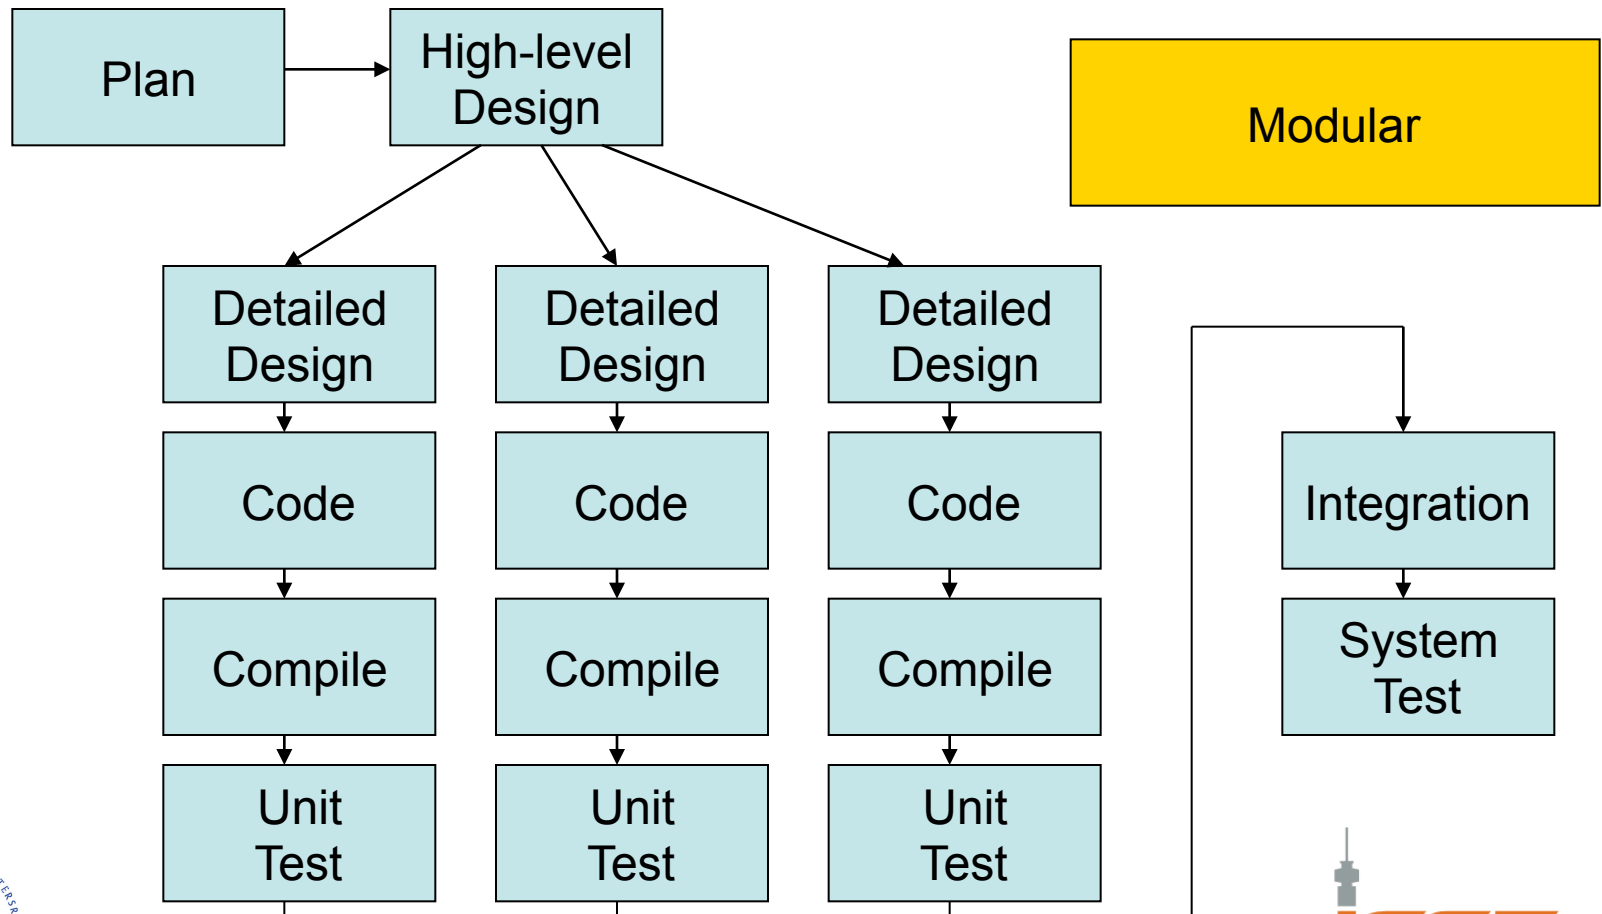 Plan
High-level
Design
Modular
Detailed
Design
Detailed
Design
Detailed
Design
Code
Code
Code
Integration
Compile
Compile
Compile
System
Test
Unit
Test
Unit
Test
Unit
Test